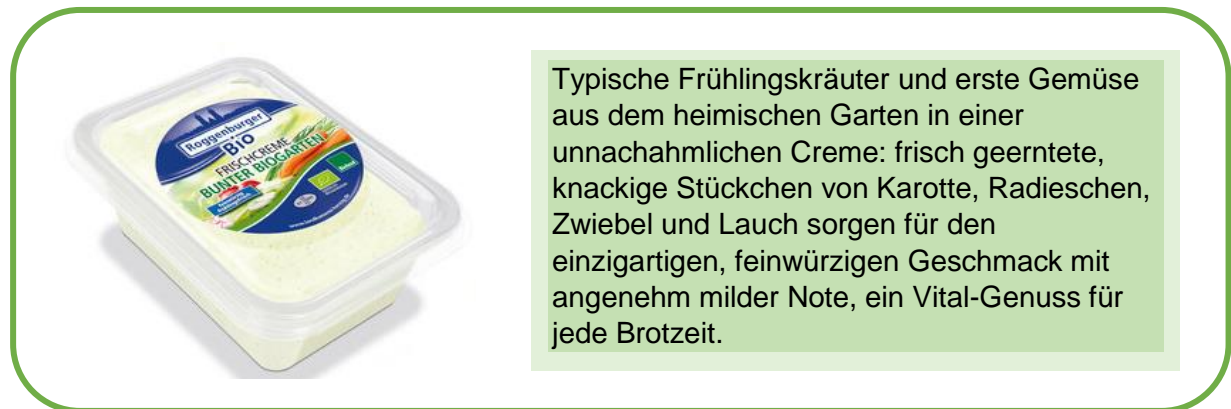 Roggenburger
Bio
FRISCHCREME
BUNTER BIOGARTEN
Typische Frühlingskräuter und erste Gemüse
aus dem heimischen Garten in einer
unnachahmlichen Creme: frisch geerntete,
knackige Stückchen von Karotte, Radieschen,
Zwiebel und Lauch sorgen für den
einzigartigen, feinwürzigen Geschmack mit
angenehm milder Note, ein Vital-Genuss für
jede Brotzeit.